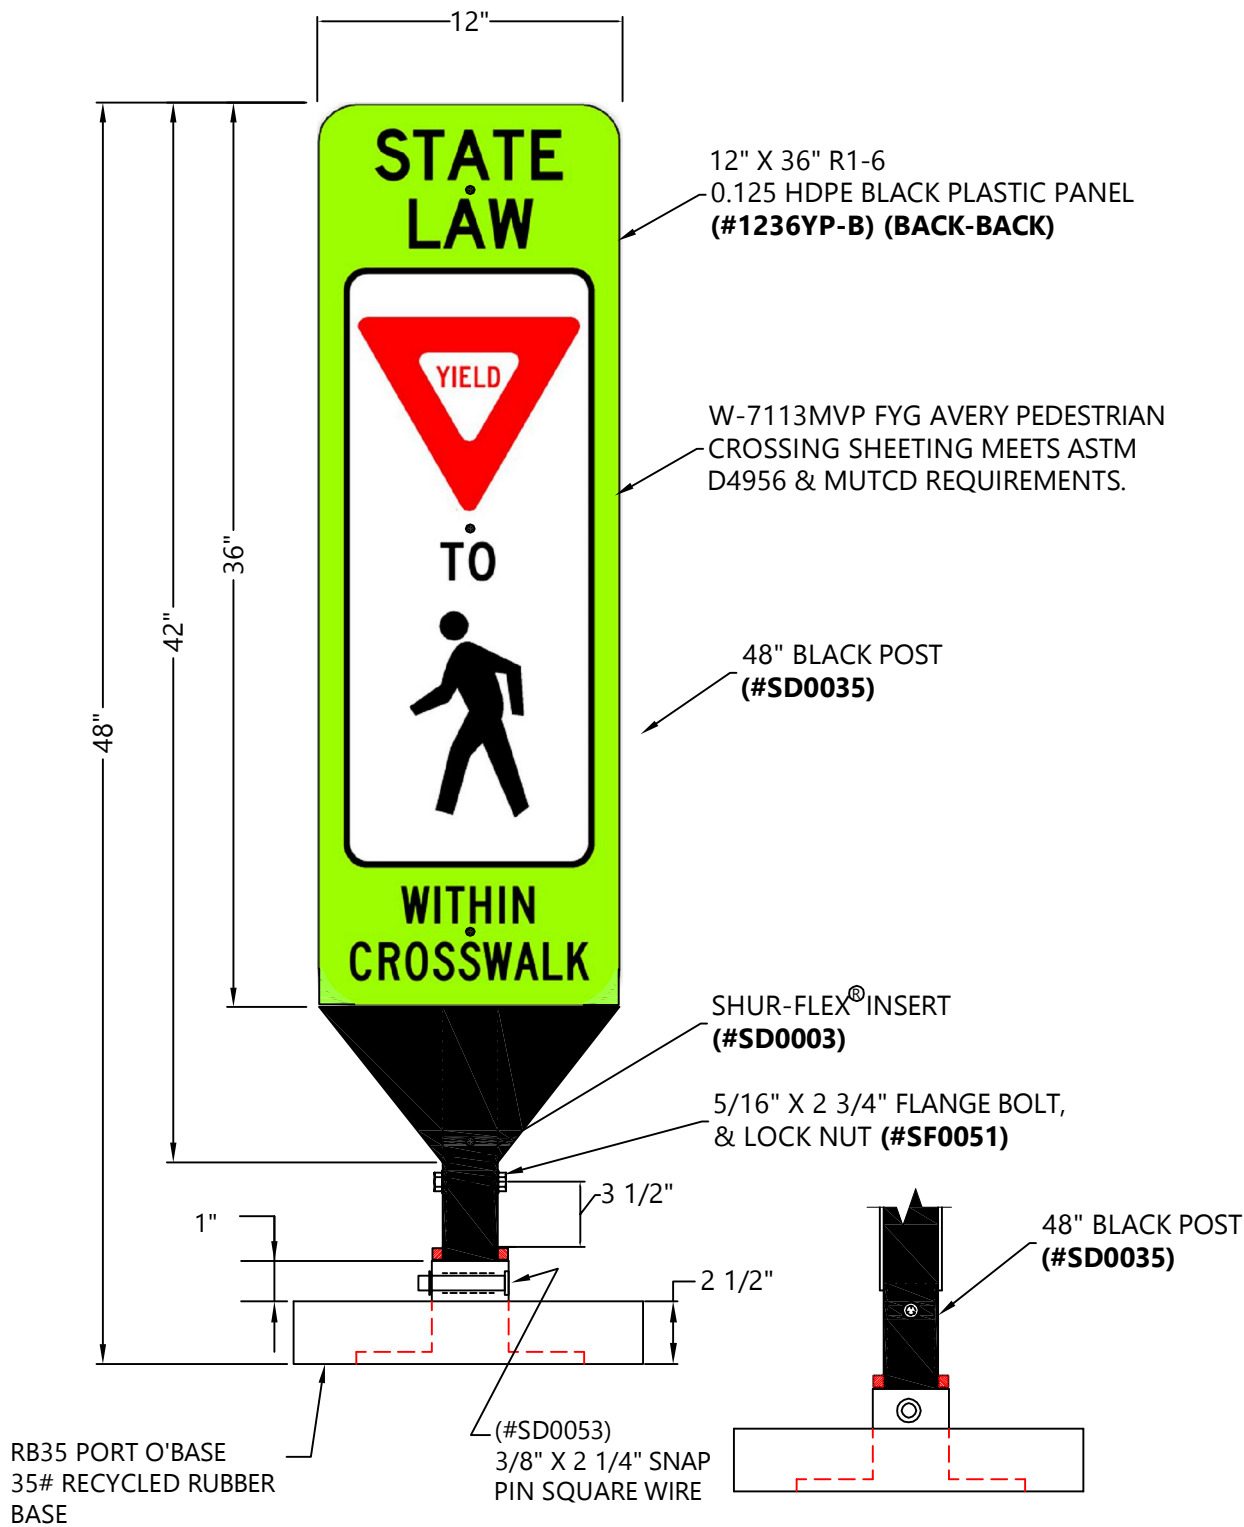 12"
STATE
LAW
YIELD
TO
WITHIN
CROSSWALK
12" X 36" R1-6
0.125 HDPE BLACK PLASTIC PANEL
(#1236YP-B) (BACK-BACK)
W-7113MVP FYG AVERY PEDESTRIAN
CROSSING SHEETING MEETS ASTM
D4956 & MUTCD REQUIREMENTS.
36"
42"
48"
48" BLACK POST
(#SD0035)
SHUR-FLEX® INSERT
(#SD0003)
5/16" X 2 3/4" FLANGE BOLT,
& LOCK NUT (#SF0051)
3 1/2"
1"
2 1/2"
48" BLACK POST
(#SD0035)
RB35 PORT O'BASE
35# RECYCLED RUBBER
BASE
(#SD0053)
3/8" X 2 1/4" SNAP
PIN SQUARE WIRE